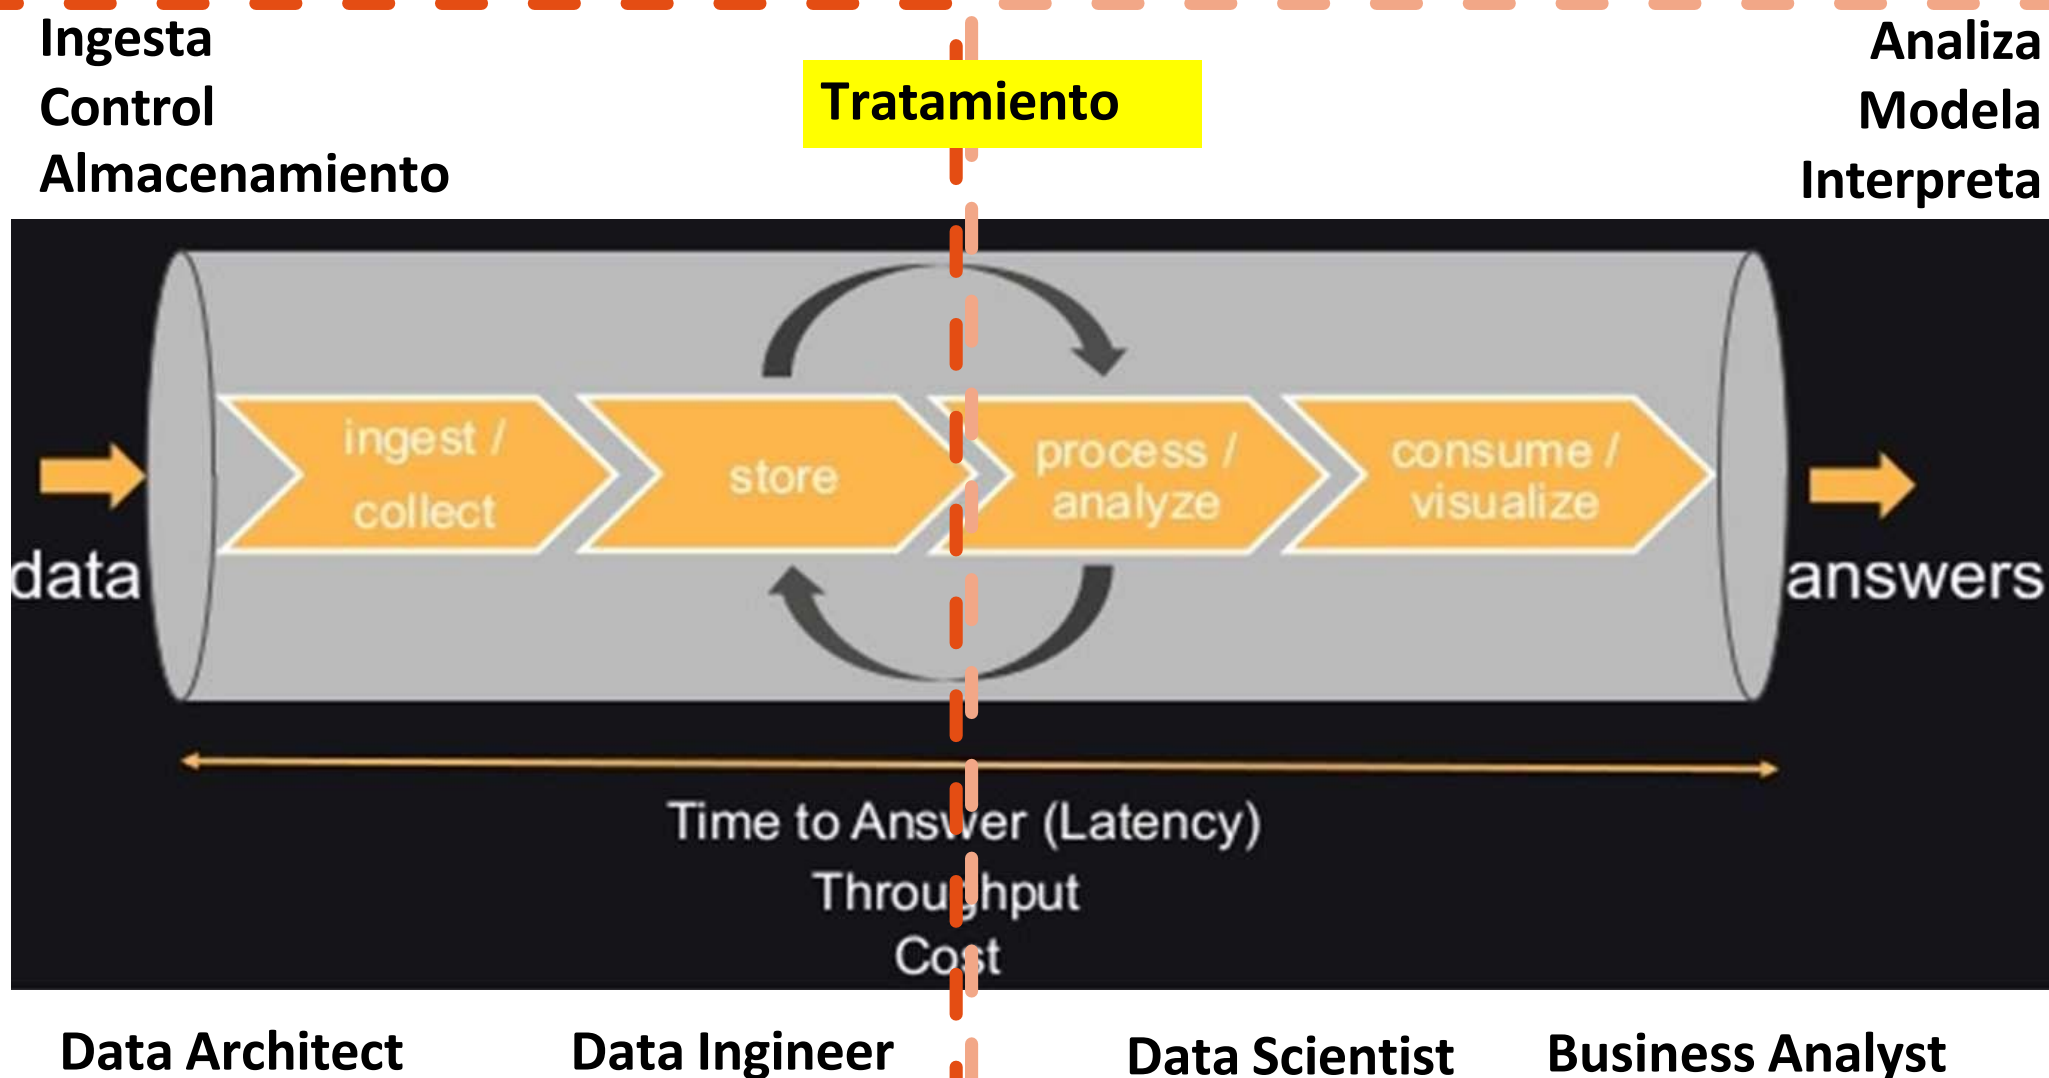 Ingesta
Control
Almacenamiento
Tratamiento
Analiza
Modela
Interpreta
data
ingest /
collect
store
process /
analyze
consume /
visualize
answers
Time to Answer (Latency)
Throughput
Cost
Data Architect
Data Ingineer
Data Scientist
Business Analyst